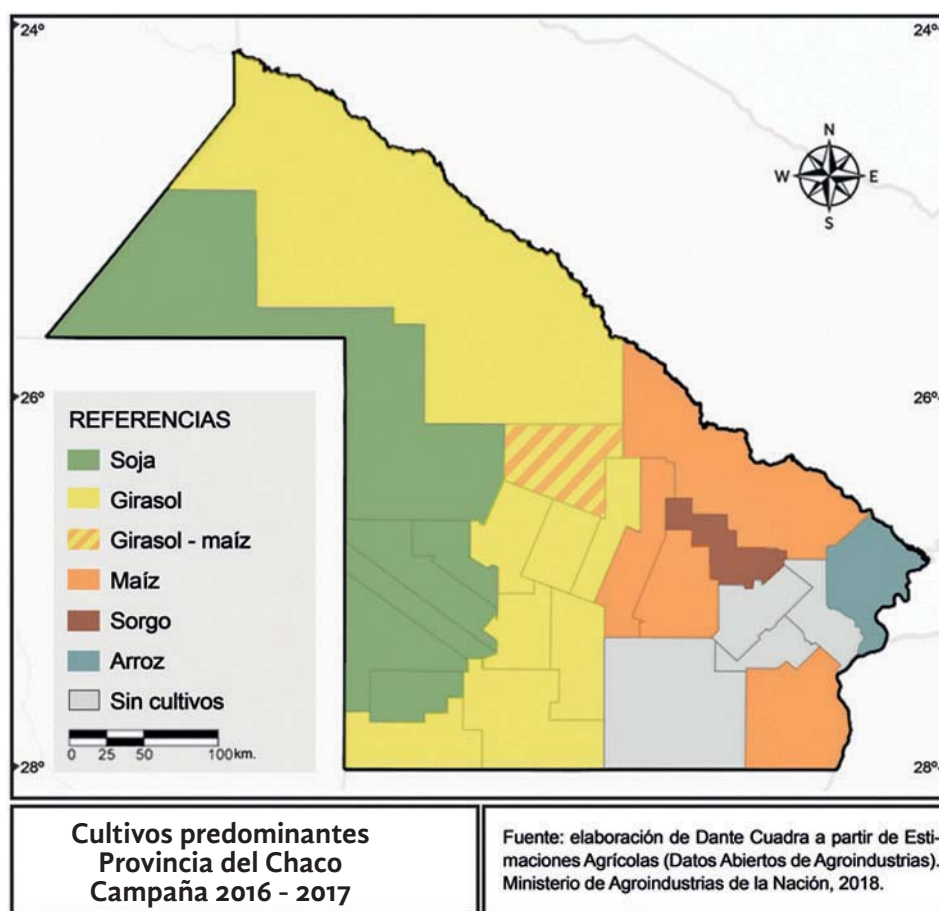 24º
24º
N
W
E
S
26º
26º
REFERENCIAS
Soja
Girasol
Girasol - maíz
Maíz
Sorgo
Arroz
Sin cultivos
0 25 50 100km.
28º
28º
Cultivos predominantes
Provincia del Chaco
Campaña 2016 - 2017
Fuente: elaboración de Dante Cuadra a partir de Esti-
maciones Agrícolas (Datos Abiertos de Agroindustrias).
Ministerio de Agroindustrias de la Nación, 2018.